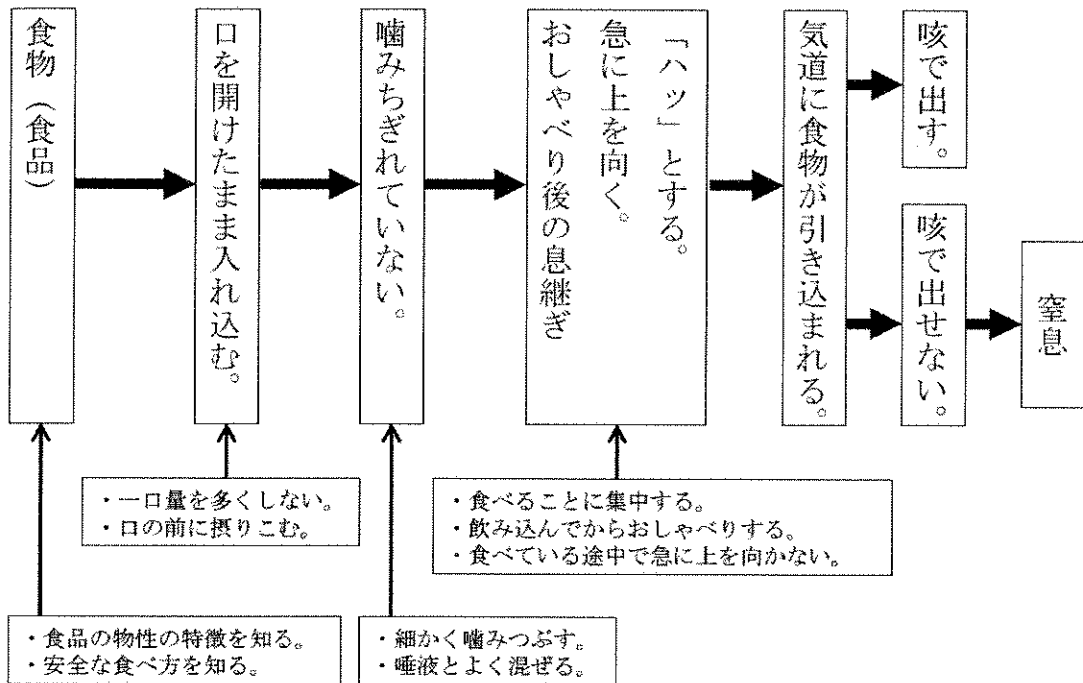 食物（食品）
口を開けたまま入れ込む。
噛みちぎれていない。
「ハッ」とする。
急に上を向く。
おしゃべり後の息継ぎ
気道に食物が引き込まれる。
咳で出す。
咳で出せない。
窒息
・一口量を多くしない。
・口の前に摂りこむ。
・食べることに集中する。
・飲み込んでからおしゃべりする。
・食べている途中で急に上を向かない。
・食品の物性の特徴を知る。
・安全な食べ方を知る。
・細かく噛みつぶす。
・唾液とよく混ぜる。